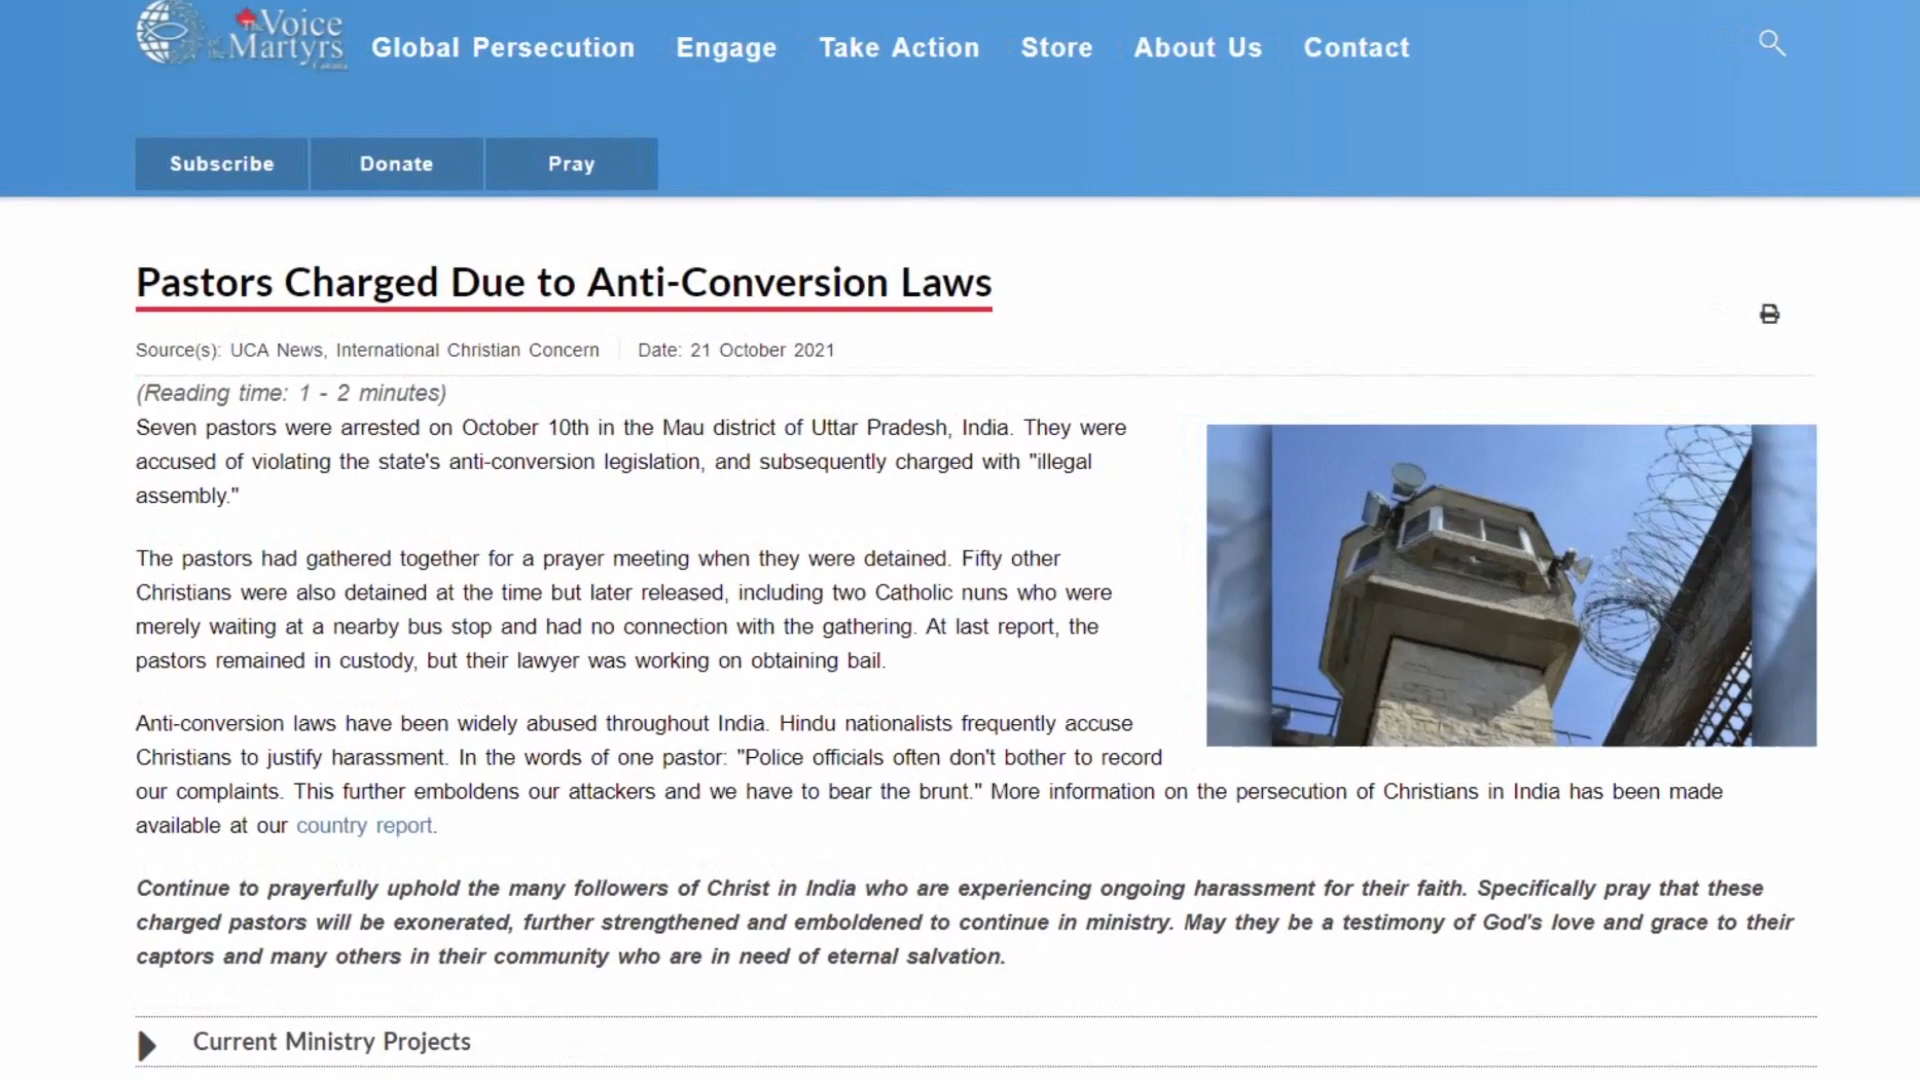 The Voice
of the Martyrs
Canada
Global Persecution Engage Take Action Store About Us Contact
Subscribe Donate Pray
Pastors Charged Due to Anti-Conversion Laws
Source(s): UCA News, International Christian Concern Date: 21 October 2021
(Reading time: 1 - 2 minutes)
Seven pastors were arrested on October 10th in the Mau district of Uttar Pradesh, India. They were
accused of violating the state's anti-conversion legislation, and subsequently charged with "illegal
assembly."
The pastors had gathered together for a prayer meeting when they were detained. Fifty other
Christians were also detained at the time but later released, including two Catholic nuns who were
merely waiting at a nearby bus stop and had no connection with the gathering. At last report, the
pastors remained in custody, but their lawyer was working on obtaining bail.
Anti-conversion laws have been widely abused throughout India. Hindu nationalists frequently accuse
Christians to justify harassment. In the words of one pastor: "Police officials often don't bother to record
our complaints. This further emboldens our attackers and we have to bear the brunt." More information on the persecution of Christians in India has been made
available at our country report.
Continue to prayerfully uphold the many followers of Christ in India who are experiencing ongoing harassment for their faith. Specifically pray that these
charged pastors will be exonerated, further strengthened and emboldened to continue in ministry. May they be a testimony of God's love and grace to their
captors and many others in their community who are in need of eternal salvation.
Current Ministry Projects